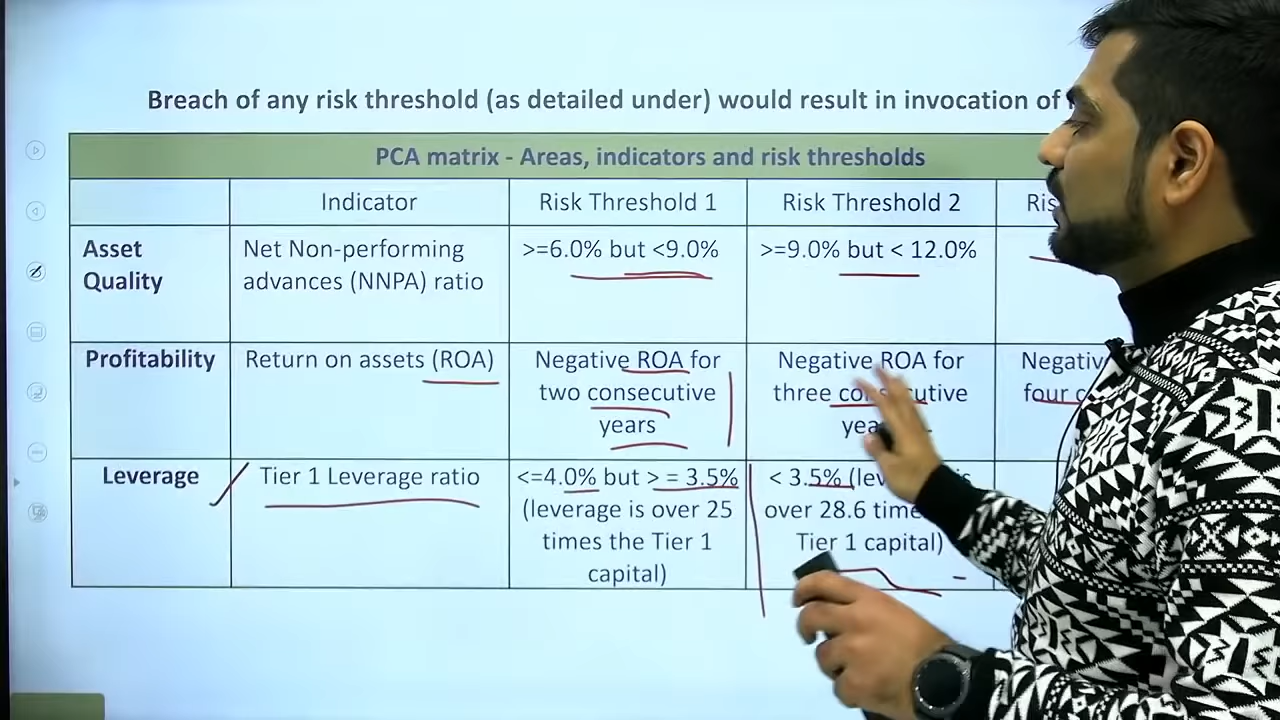 Breach of any risk threshold (as detailed under) would result in invocation of
PCA matrix - Areas, indicators and risk thresholds
Indicator
Risk Threshold 1
Risk Threshold 2
Asset
Quality
Net Non-performing
advances (NNPA) ratio
>=6.0% but <9.0%
>=9.0% but < 12.0%
Profitability
Return on assets (ROA)
Negative ROA for
two consecutive
years
Negative ROA for
three consecutive
four
Leverage
Tier 1 Leverage ratio
<=4.0% but > = 3.5%
(leverage is over 25
times the Tier 1
capital)
< 3.5%
over 28.6
Tier 1 capital)